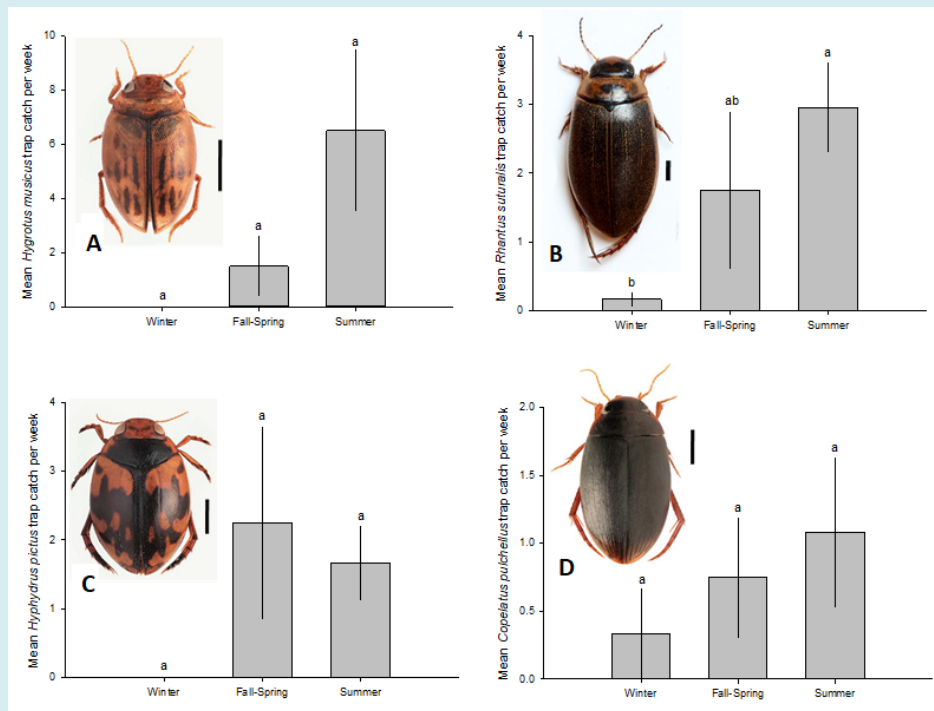 Mean Hygrotus musicus trap catch per week
10
8
6
4
2
0
a
a
a
A
Winter
Fall-Spring
Summer
Mean Rhantus suturalis trap catch per week
4
3
2
1
0
b
ab
a
B
Winter
Fall-Spring
Summer
Mean Hyphydrus pictus trap catch per week
4
3
2
1
0
a
a
a
C
Winter
Fall-Spring
Summer
Mean Copelatus pulchellus trap catch per week
2.0
1.5
1.0
0.5
0.0
a
a
a
D
Winter
Fall-Spring
Summer